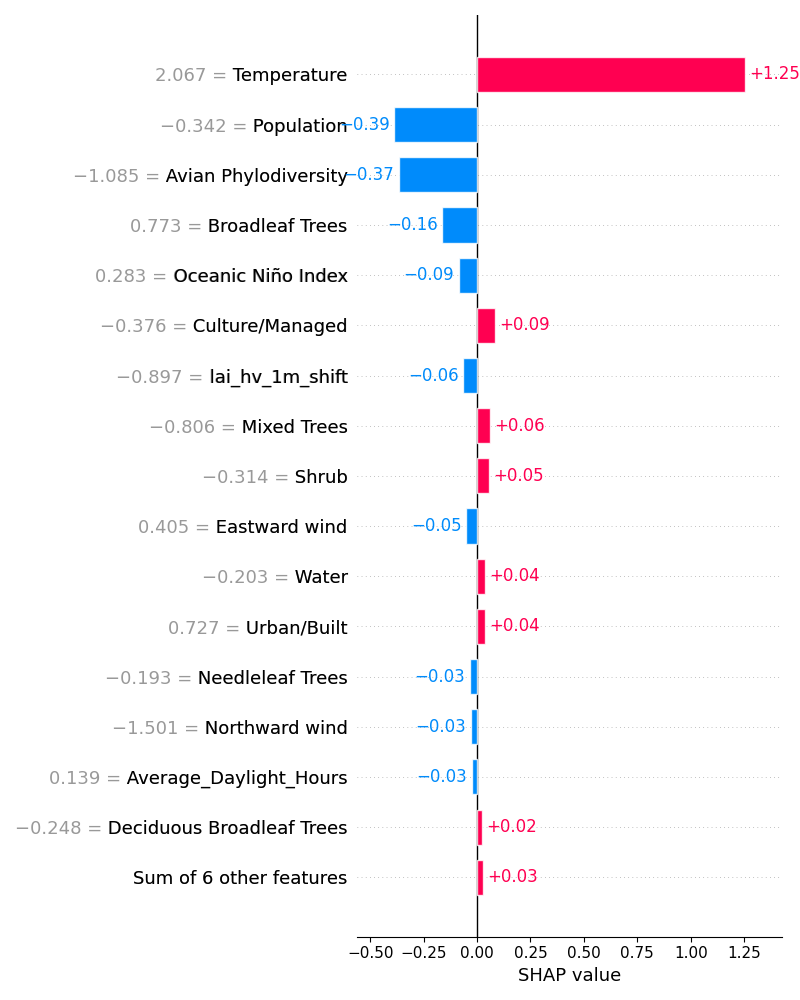 2.067 = Temperature +1.25
−0.342 = Population −0.39
−1.085 = Avian Phylodiversity −0.37
0.773 = Broadleaf Trees −0.16
0.283 = Oceanic Niño Index −0.09
−0.376 = Culture/Managed +0.09
−0.897 = lai_hv_1m_shift −0.06
−0.806 = Mixed Trees +0.06
−0.314 = Shrub +0.05
0.405 = Eastward wind −0.05
−0.203 = Water +0.04
0.727 = Urban/Built +0.04
−0.193 = Needleleaf Trees −0.03
−1.501 = Northward wind −0.03
0.139 = Average_Daylight_Hours −0.03
−0.248 = Deciduous Broadleaf Trees +0.02
Sum of 6 other features +0.03
−0.50 −0.25 0.00 0.25 0.50 0.75 1.00 1.25
SHAP value